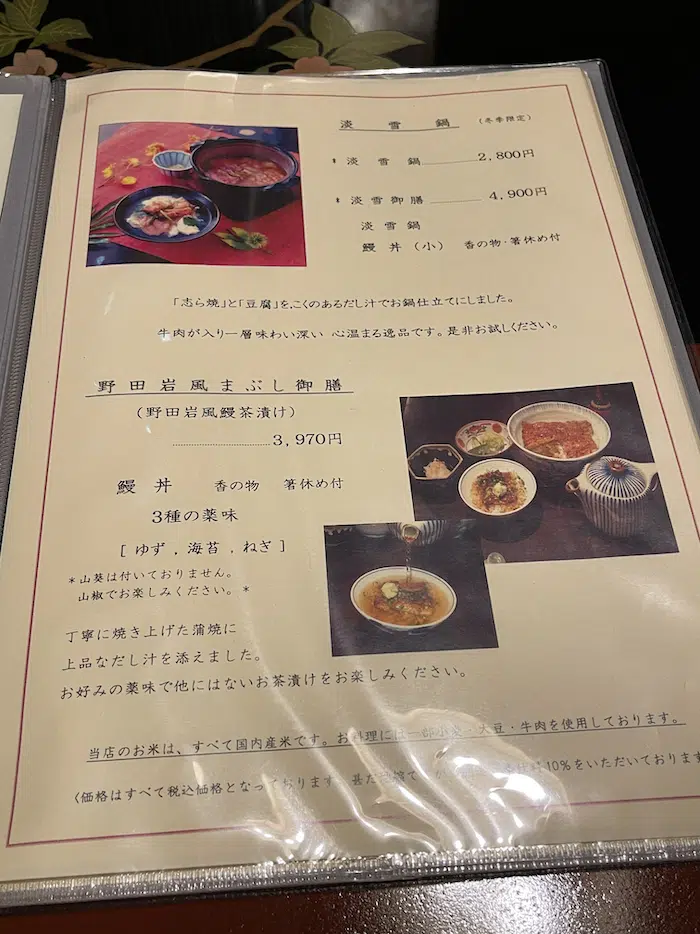 淡雪鍋 (冬季限定)
* 淡雪鍋 2,800円
* 淡雪御膳 4,900円
淡雪鍋
鰻丼(小) 香の物・箸休め付
「志ら焼」と「豆腐」を、こくのあるだし汁でお鍋仕立てにしました。
牛肉が入り一層味わい深い 心温まる逸品です。是非お試しください。
野田岩風まぶし御膳
(野田岩風鰻茶漬け)
3,970円
鰻丼 香の物 箸休め付
3種の薬味
[ ゆず , 海苔 , ねぎ ]
*山葵は付いておりません。
山椒でお楽しみください。*
丁寧に焼き上げた蒲焼に
上品なだし汁を添えました。
お好みの薬味で他にはないお茶漬けをお楽しみください。
当店のお米は、すべて国内産米です。お料理には一部小麦・大豆・牛肉を使用しております。
(価格はすべて税込価格となっております 甚だ 10%をいただいております